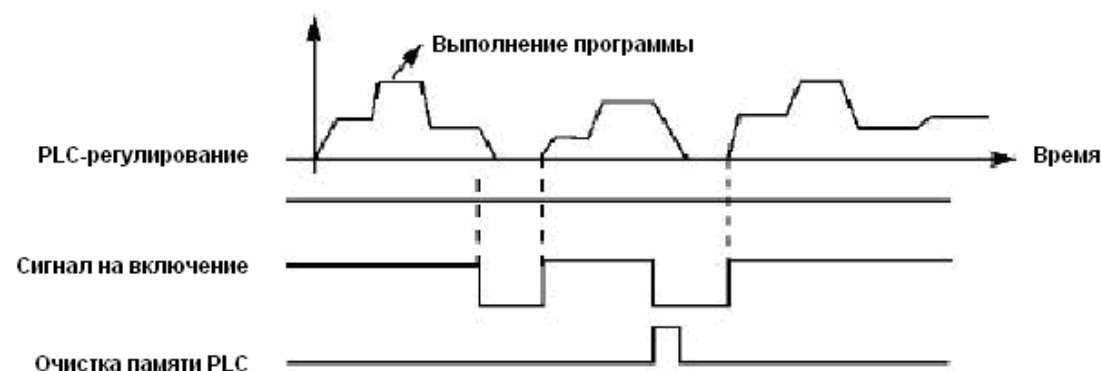 Выполнение программы
PLC-регулирование
Время
Сигнал на включение
Очистка памяти PLC